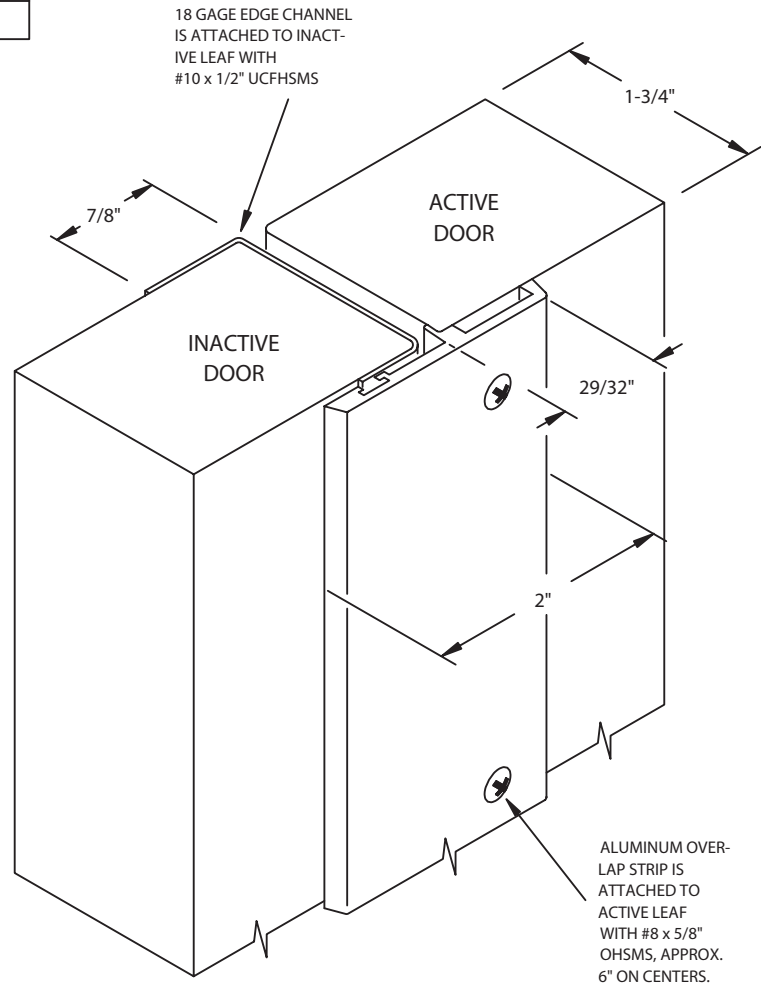 18 GAGE EDGE CHANNEL
IS ATTACHED TO INACT-
IVE LEAF WITH
#10 x 1/2" UCFHSMS
1-3/4"
7/8"
ACTIVE
DOOR
INACTIVE
DOOR
29/32"
2"
ALUMINUM OVER-
LAP STRIP IS
ATTACHED TO
ACTIVE LEAF
WITH #8 x 5/8"
OHSMS, APPROX.
6" ON CENTERS.